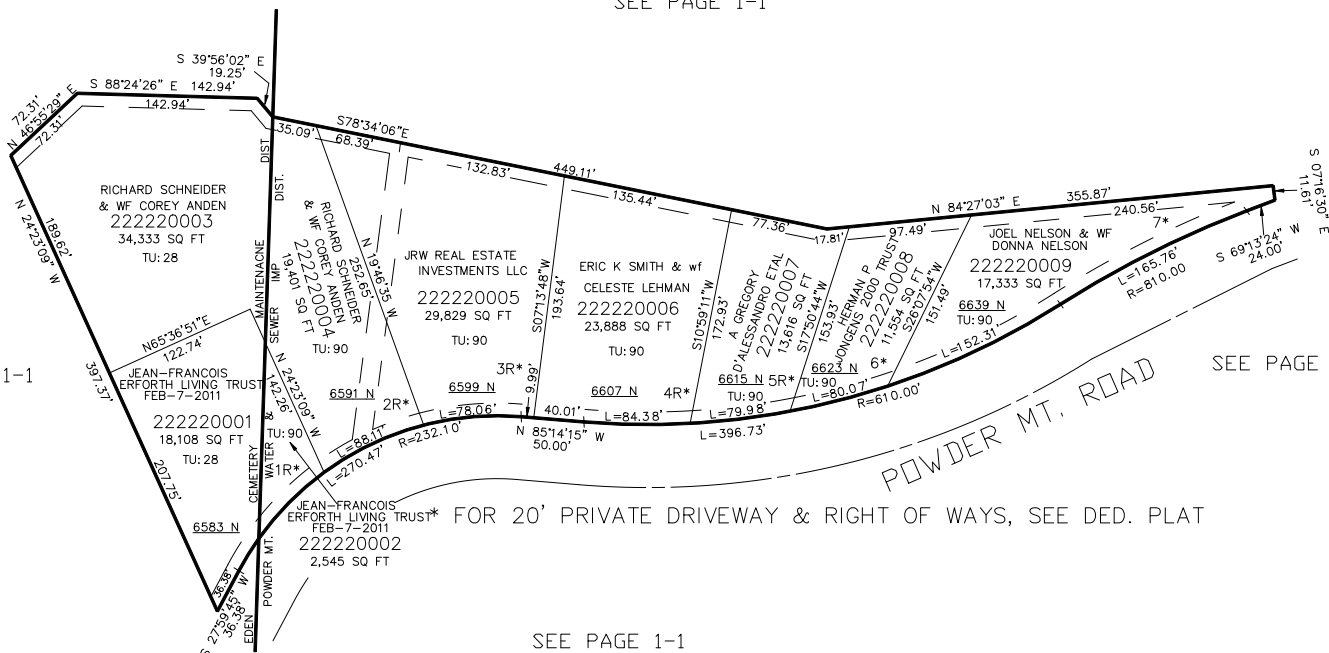 SEE PAGE 1-1
S 39°56'02" E
19.25'
S 88°24'26" E 142.94'
142.94'
N 46°55'29" E
72.31'
72.31'
35.09'
S78°34'06"E
68.39'
132.83'
449.11'
135.44'
77.36'
17.81'
N 84°27'03" E 355.87'
97.49'
240.56'
S 07°16'30" E
11.61'
S 69°13'24" W
24.00'
RICHARD SCHNEIDER
& WF COREY ANDEN
222220003
34,333 SQ FT
TU: 28
N 24°23'09" W
189.62'
397.37'
207.75'
N65°36'51"E
122.74'
JEAN-FRANCOIS
ERFORTH LIVING TRUST
FEB-7-2011
222220001
18,108 SQ FT
TU: 28
6583 N
36.38'
S 27°59'45" W
36.38'
EDEN CEMETERY MAINTENACNE DIST
POWDER MT. WATER & SEWER IMP DIST.
TU: 90
1R*
N 24°23'09" W
142.26'
RICHARD SCHNEIDER
& WF COREY ANDEN
222220004
19,401 SQ FT
TU: 90
6591 N
2R*
N 19°46'35 W
252.65'
L=88.11'
L=270.47'
R=232.10'
JRW REAL ESTATE
INVESTMENTS LLC
222220005
29,829 SQ FT
TU: 90
3R*
6599 N
L=78.06'
9.99'
S07°13'48"W
193.64'
ERIC K SMITH & wf
CELESTE LEHMAN
222220006
23,888 SQ FT
TU: 90
6607 N
4R*
40.01'
L=84.38'
N 85°14'15" W
50.00'
S10°59'11"W
172.93'
A GREGORY
D'ALESSANDRO ETAL
222220007
13,616 SQ FT
6615 N
TU: 90
5R*
L=79.98'
L=396.73'
S17°50'44"W
153.93'
HERMAN P
JONGENS 2000 TRUST
222220008
11,554 SQ FT
6623 N
TU: 90
6*
L=80.07'
R=610.00'
S26°07'54"W
151.49'
JOEL NELSON & WF
DONNA NELSON
222220009
17,333 SQ FT
6639 N
TU: 90
7*
L=152.31'
L=165.76'
R=810.00
1-1
SEE PAGE
POWDER MT. ROAD
JEAN-FRANCOIS
ERFORTH LIVING TRUST
FEB-7-2011
222220002
2,545 SQ FT
* FOR 20' PRIVATE DRIVEWAY & RIGHT OF WAYS, SEE DED. PLAT
SEE PAGE 1-1